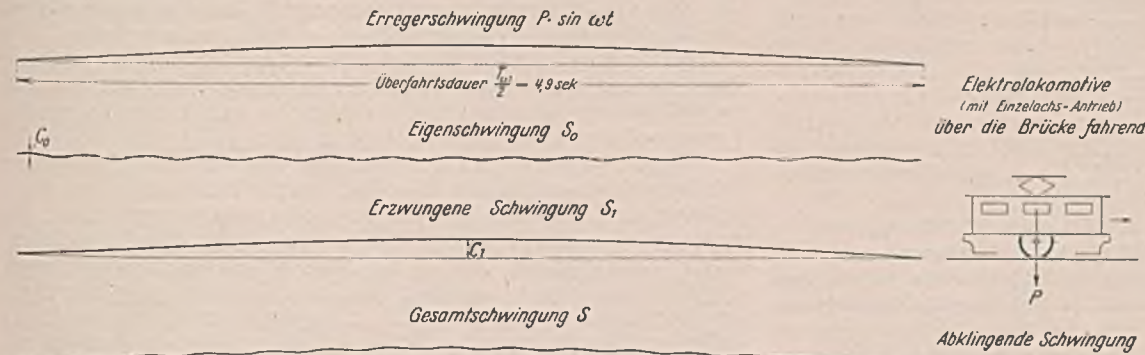 Erregerschwingung P· sin ωt
Überfahrtsdauer Tω/2 = 4,9 sek
Elektrolokomotive
(mit Einzelachs-Antrieb)
über die Brücke fahrend
Eigenschwingung S₀
C₀
Erzwungene Schwingung S₁
C₁
P
Gesamtschwingung S
Abklingende Schwingung